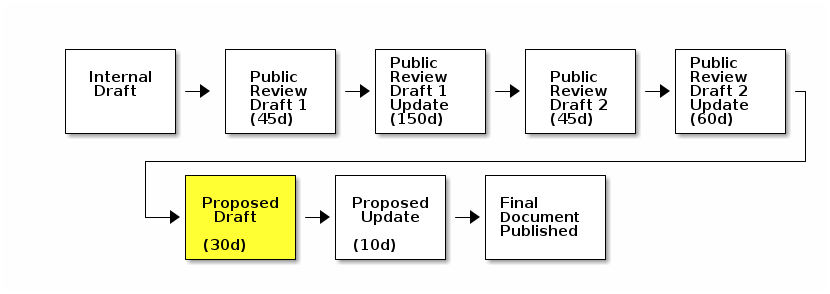 Internal
Draft
Public
Review
Draft 1
(45d)
Public
Review
Draft 1
Update
(150d)
Public
Review
Draft 2
(45d)
Public
Review
Draft 2
Update
(60d)
Proposed
Draft
(30d)
Proposed
Update
(10d)
Final
Document
Published